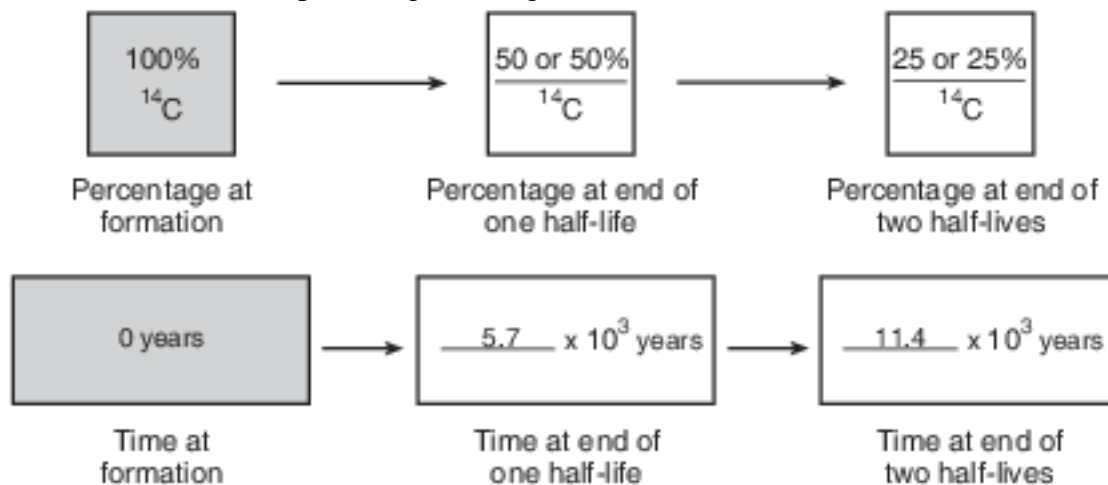 100%
¹⁴C
50 or 50%
¹⁴C
25 or 25%
¹⁴C
Percentage at
formation
Percentage at end of
one half-life
Percentage at end of
two half-lives
0 years
5.7 x 10³ years
11.4 x 10³ years
Time at
formation
Time at end of
one half-life
Time at end of
two half-lives